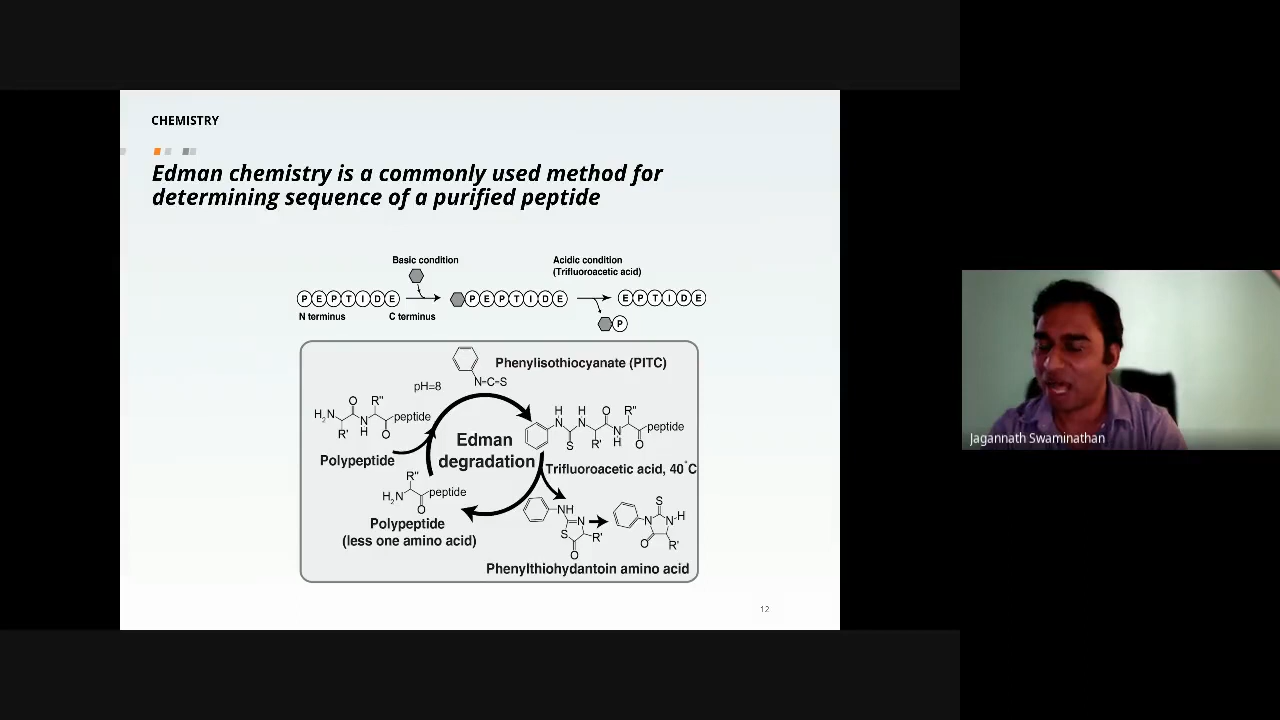 CHEMISTRY
Edman chemistry is a commonly used method for
determining sequence of a purified peptide
Basic condition
Acidic condition
(Trifluoroacetic acid)
P E P T I D E
P E P T I D E
E P T I D E
N terminus
C terminus
P
Phenylisothiocyanate (PITC)
N-C-S
pH=8
H₂N
O
R"
N
H
R'
O
peptide
Polypeptide
H
N
H
N
O
R"
S
R'
N
H
O
peptide
Edman
degradation
Trifluoroacetic acid, 40°C
R"
H₂N
peptide
O
Polypeptide
(less one amino acid)
NH
N
S
R'
O
S
N
N-H
O
R'
Phenylthiohydantoin amino acid
12
Jagannath Swaminathan